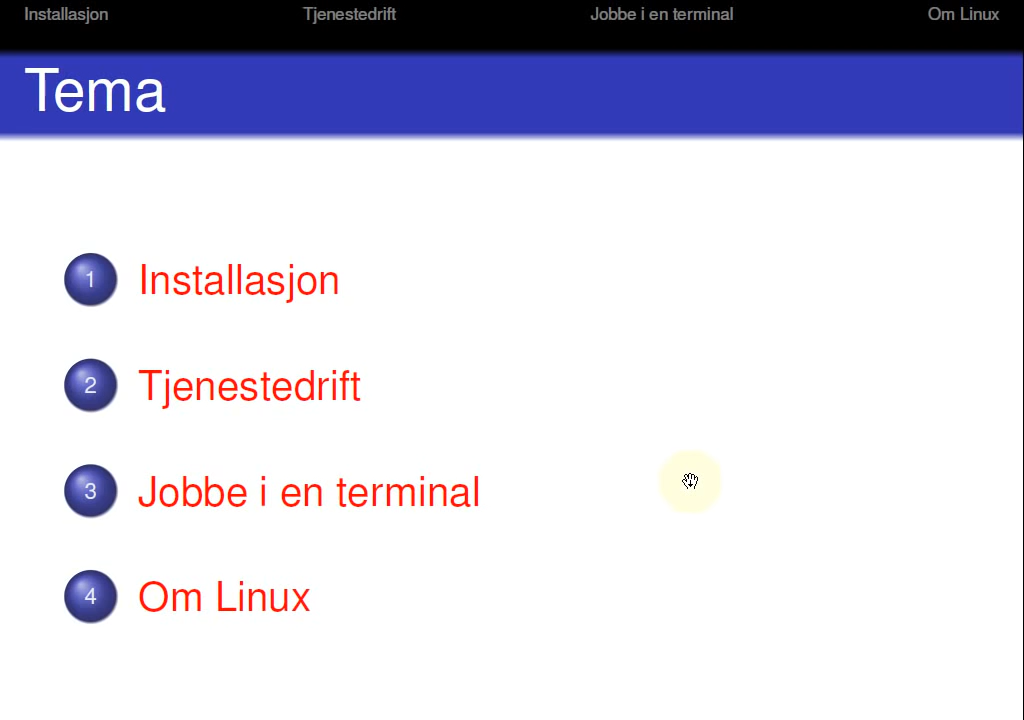 Installasjon Tjenestedrift Jobbe i en terminal Om Linux
Tema
1 Installasjon
2 Tjenestedrift
3 Jobbe i en terminal
4 Om Linux